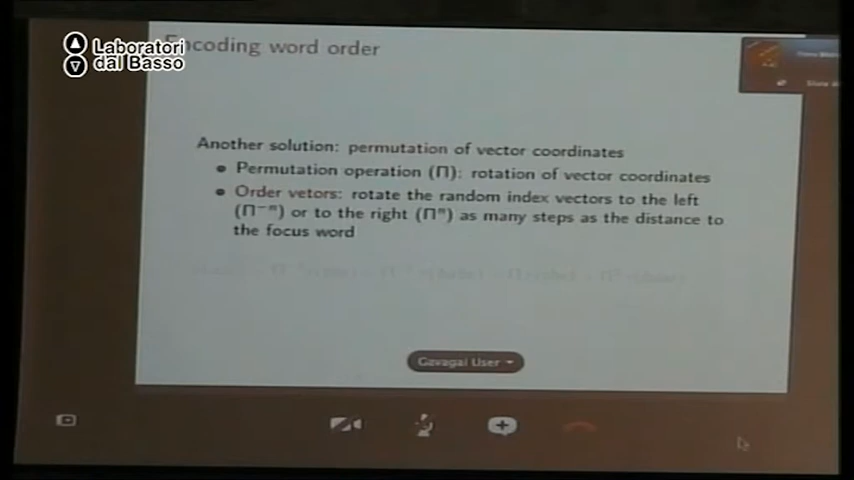 Laboratori
dal Basso
Encoding word order
Another solution: permutation of vector coordinates
Permutation operation (Π): rotation of vector coordinates
Order vetors: rotate the random index vectors to the left
(Π⁻ⁿ) or to the right (Πⁿ) as many steps as the distance to
the focus word
Gavagai User